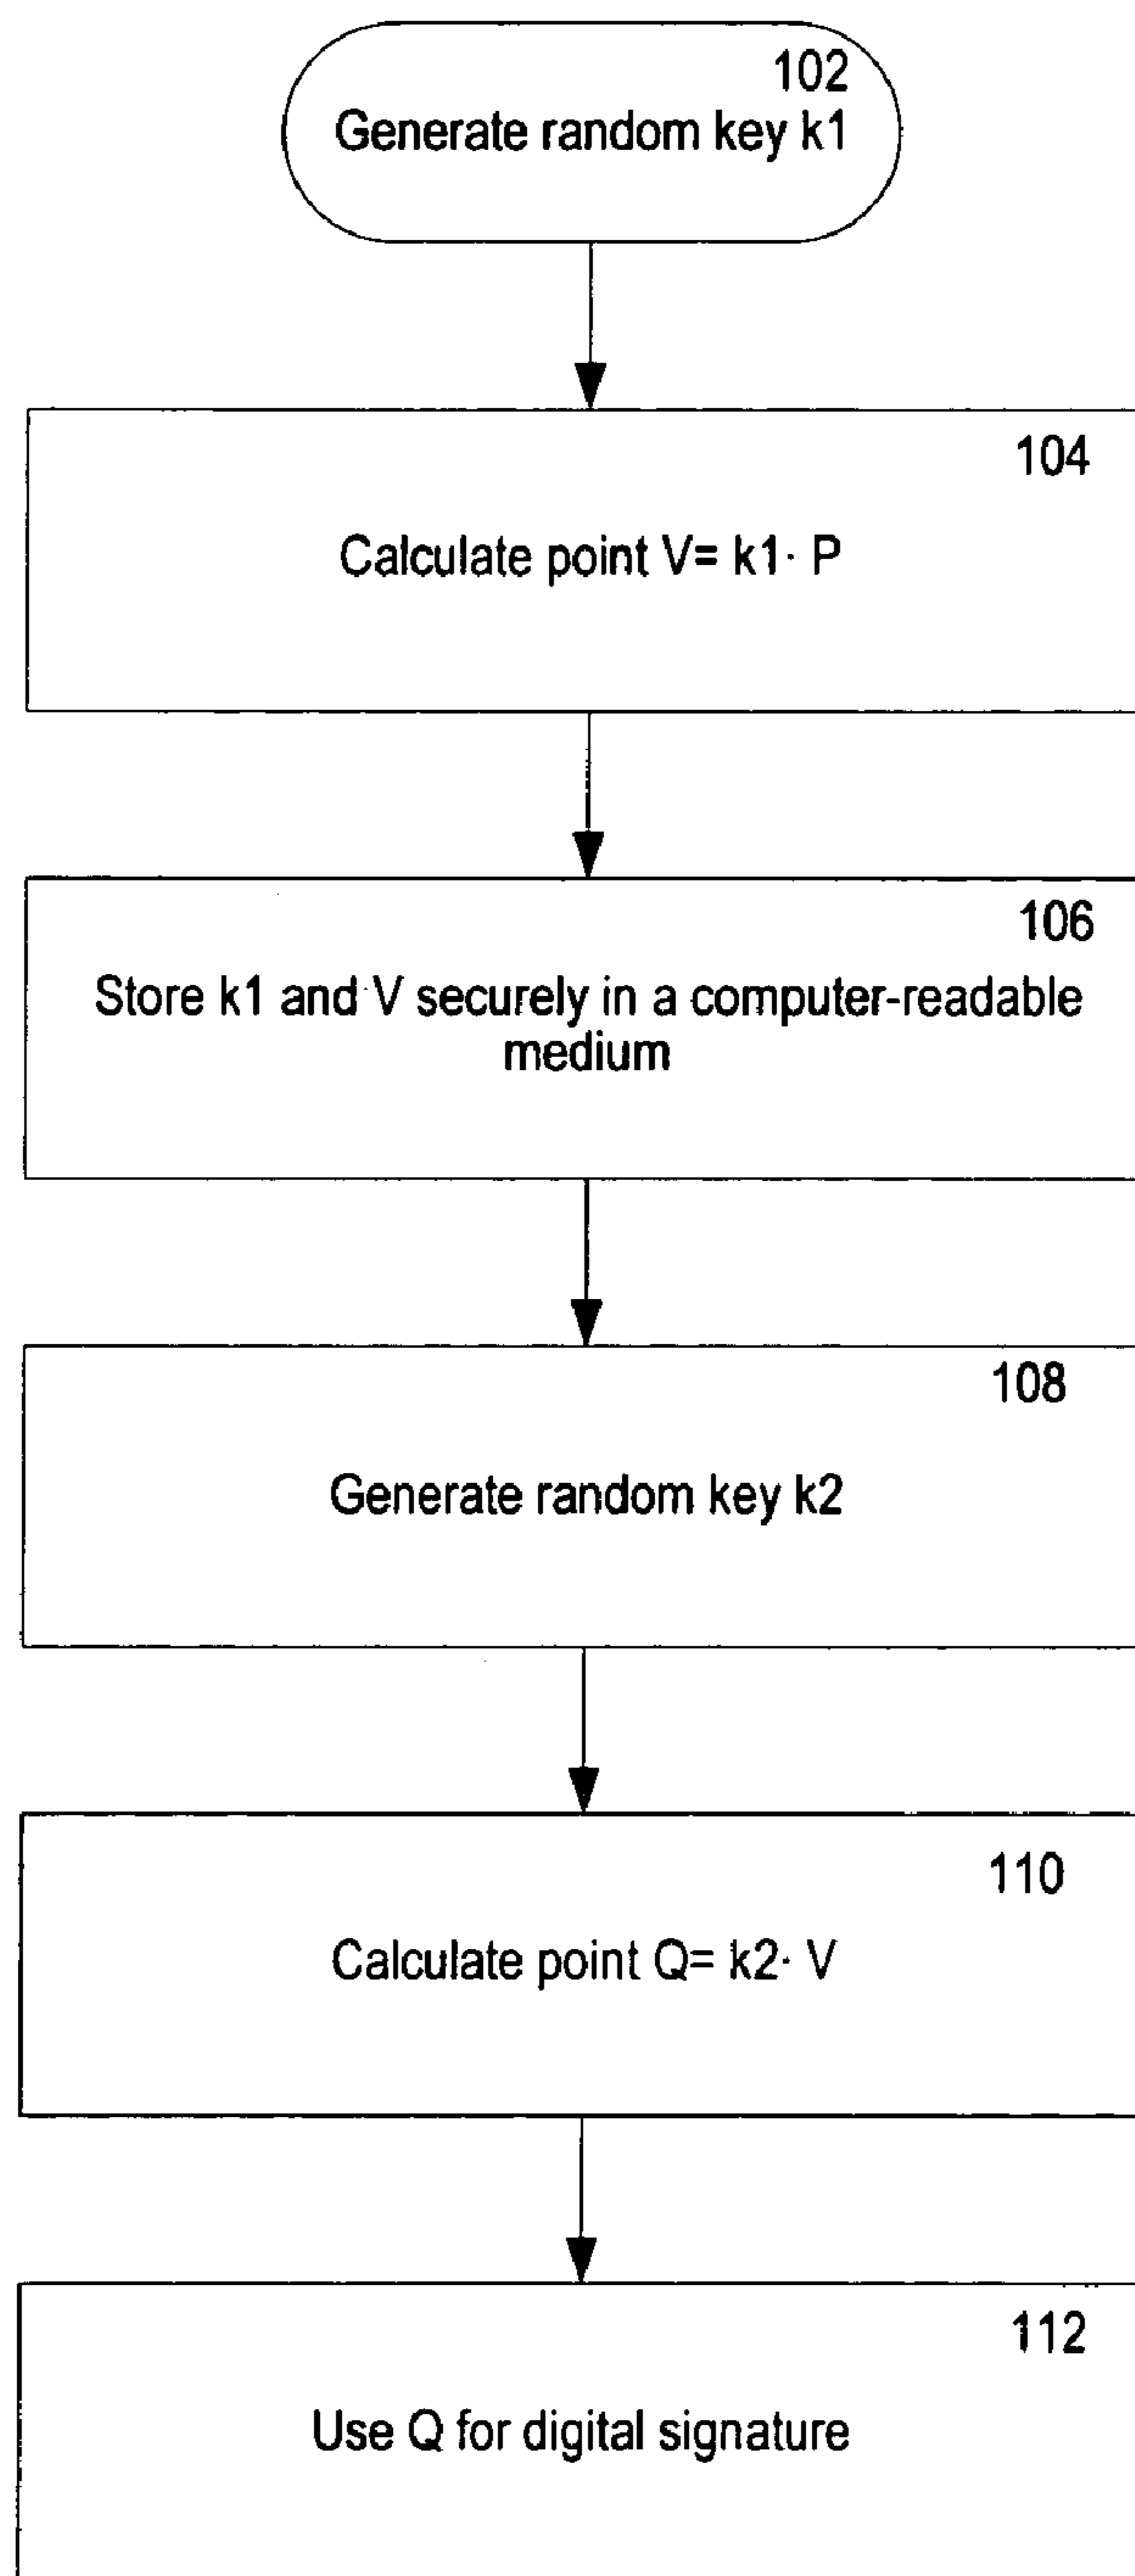 102
Generate random key k1
104
Calculate point V= k1· P
106
Store k1 and V securely in a computer-readable
medium
108
Generate random key k2
110
Calculate point Q= k2· V
112
Use Q for digital signature